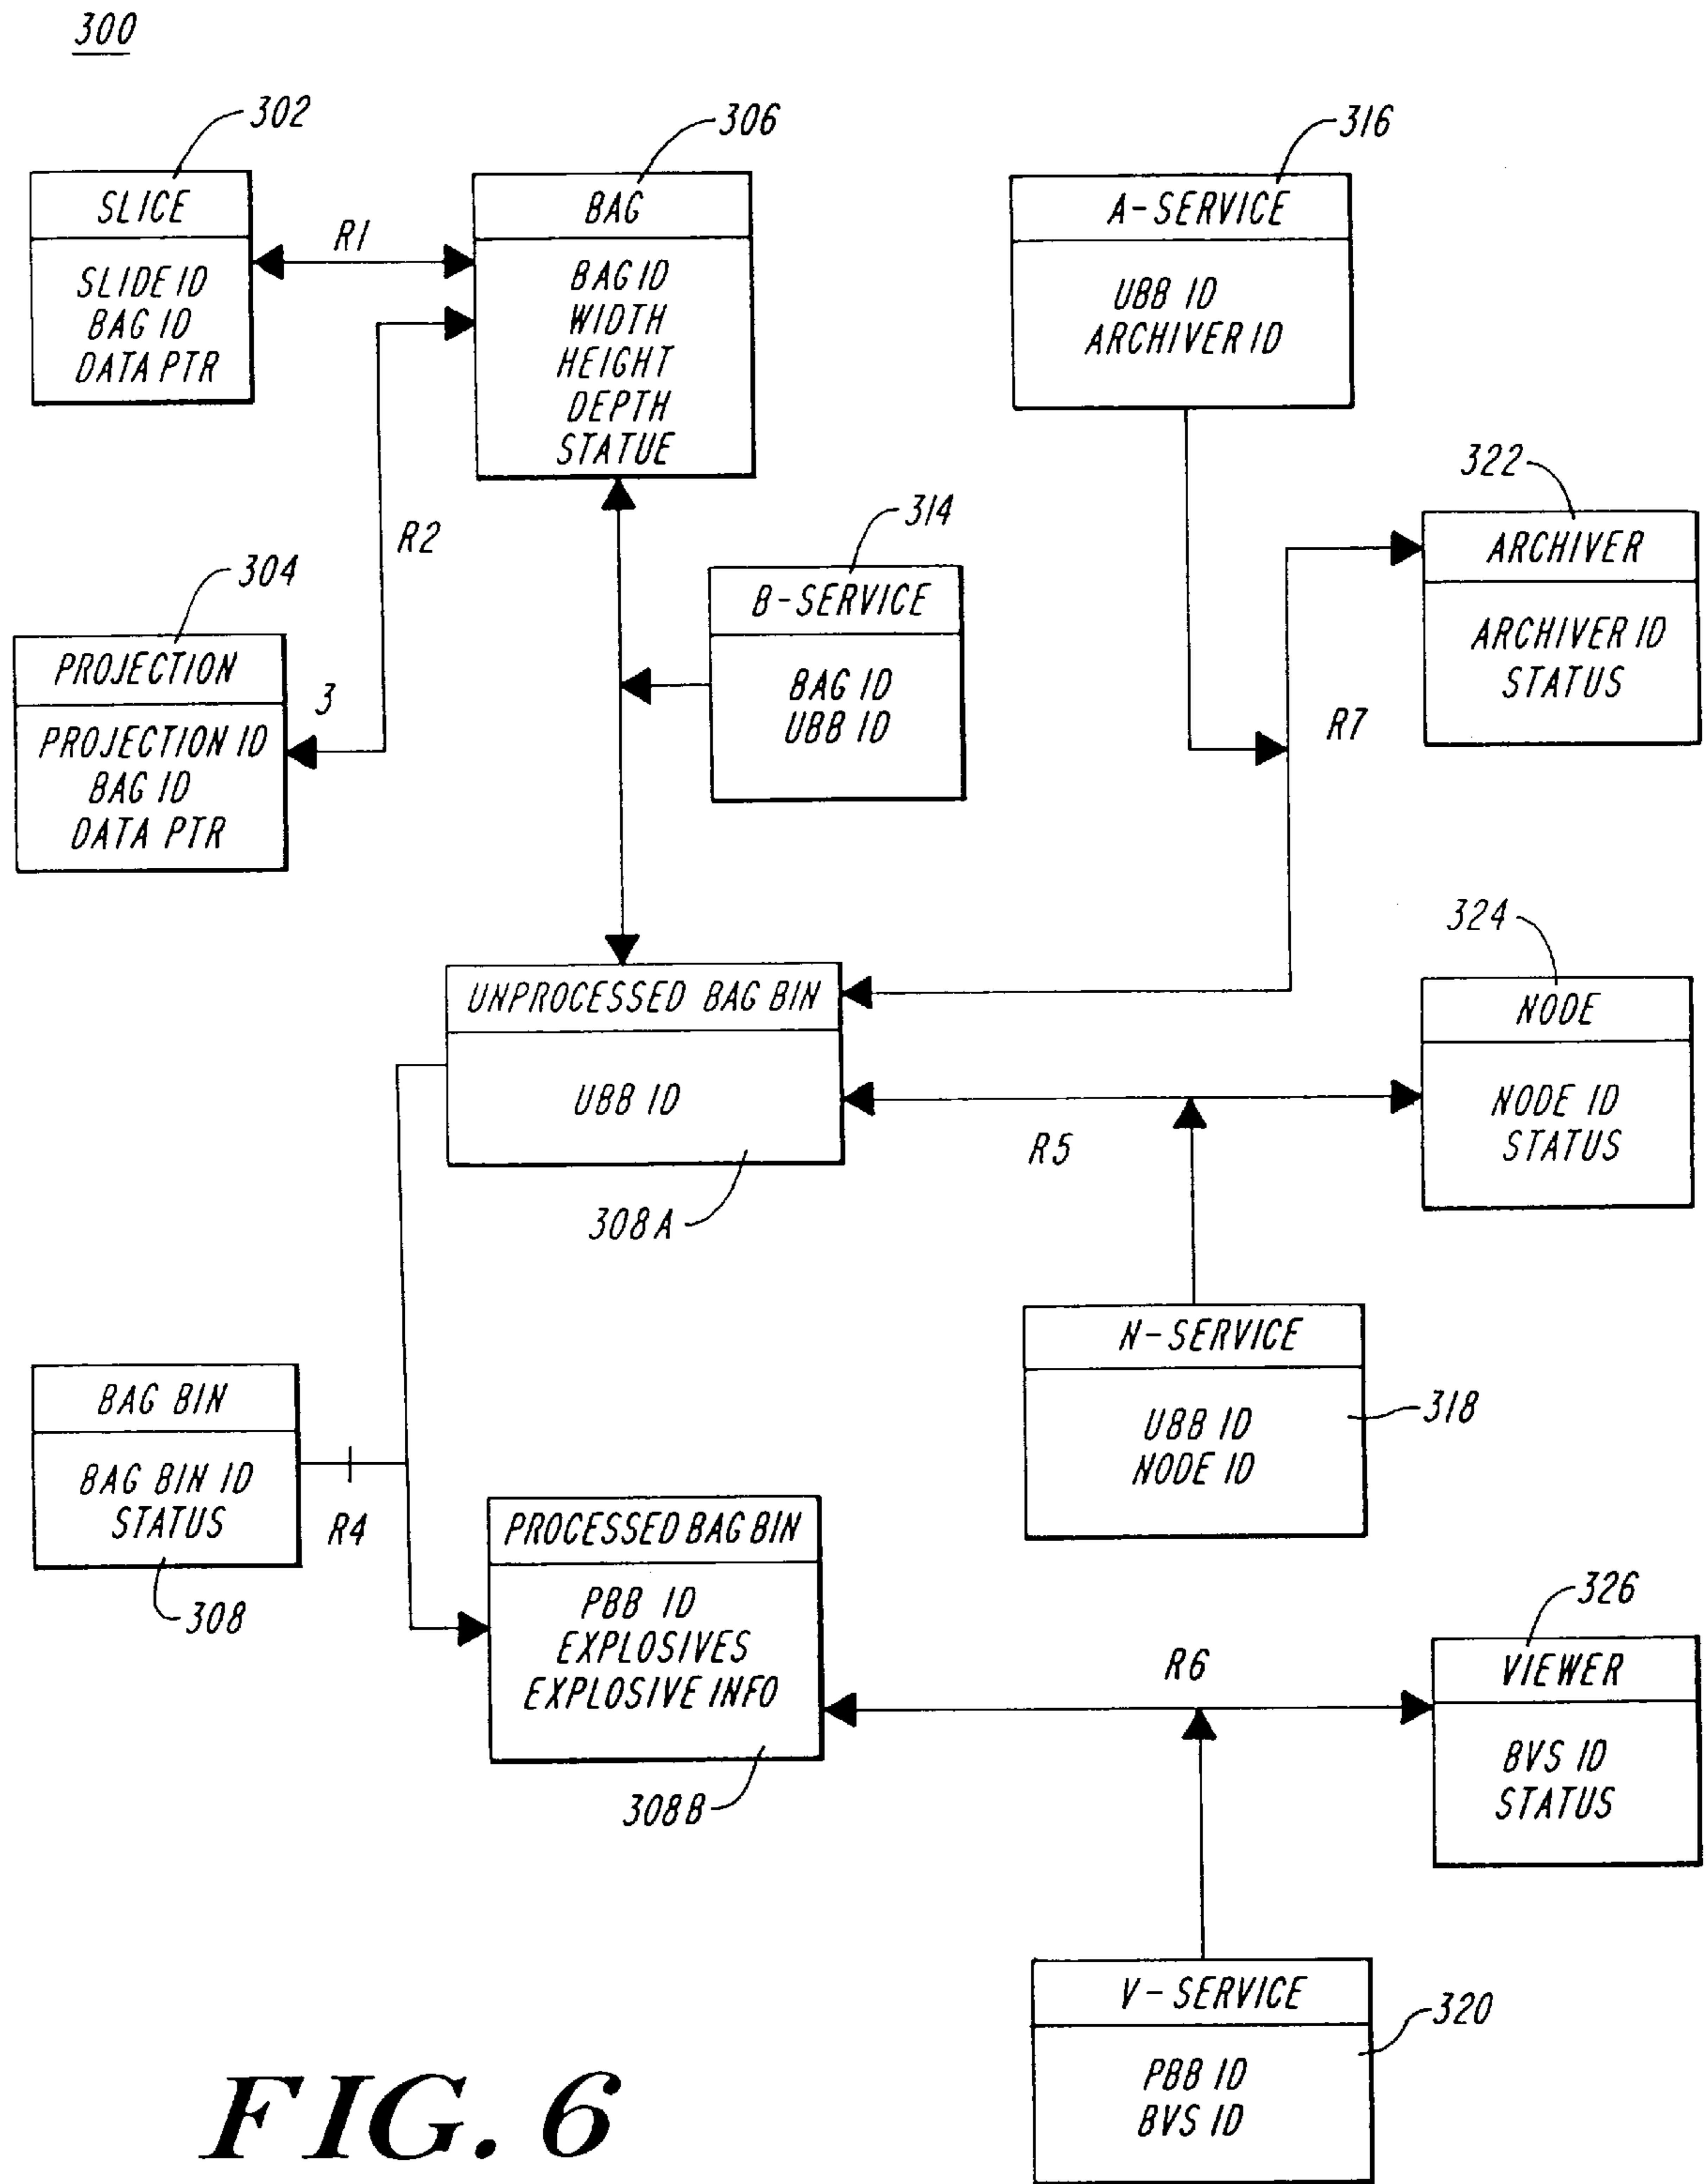 300
302
SLICE
SLIDE ID
BAG ID
DATA PTR
R1
306
BAG
BAG ID
WIDTH
HEIGHT
DEPTH
STATUE
316
A-SERVICE
UBB ID
ARCHIVER ID
R2
304
PROJECTION
PROJECTION ID
BAG ID
DATA PTR
3
314
B-SERVICE
BAG ID
UBB ID
322
ARCHIVER
ARCHIVER ID
STATUS
R7
UNPROCESSED BAG BIN
UBB ID
308A
324
NODE
NODE ID
STATUS
R5
N-SERVICE
UBB ID
NODE ID
318
BAG BIN
BAG BIN ID
STATUS
308
R4
PROCESSED BAG BIN
PBB ID
EXPLOSIVES
EXPLOSIVE INFO
308B
R6
326
VIEWER
BVS ID
STATUS
V-SERVICE
PBB ID
BVS ID
320
FIG. 6